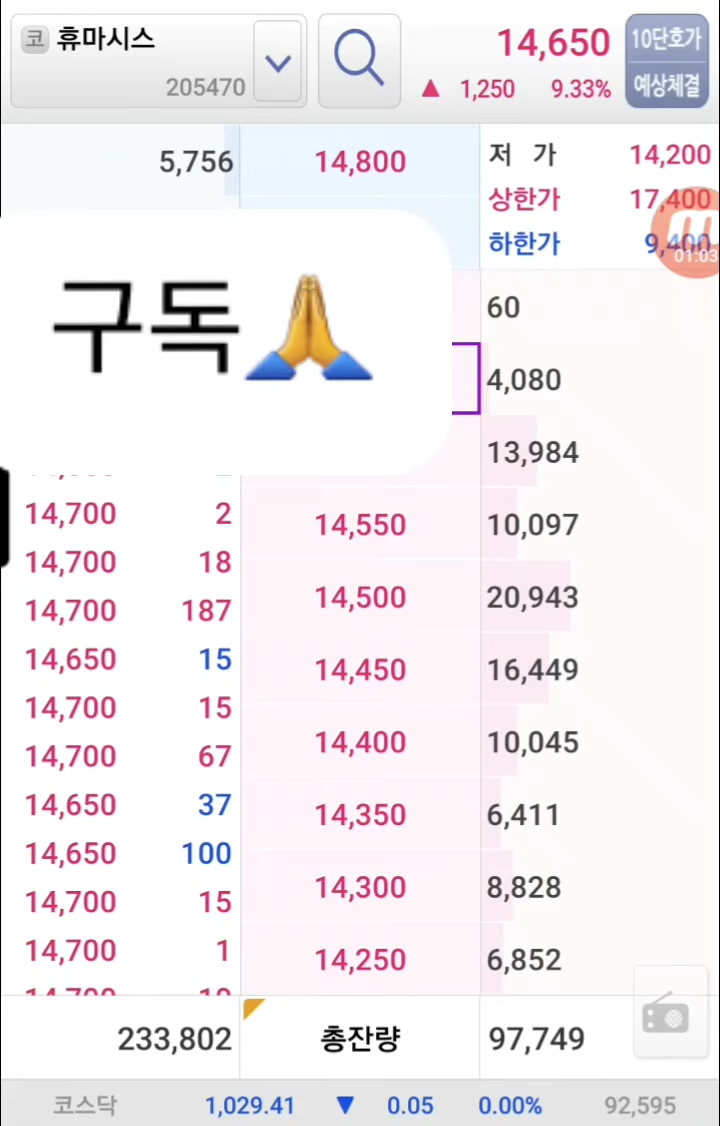 코 휴마시스
205470
14,650
▲ 1,250 9.33%
10단호가
예상체결
5,756 14,800 저 가 14,200
상한가 17,400
하한가 9,400
01:03
구독🙏
60
4,080
13,984
14,700 2
14,550 10,097
14,700 18
14,500 20,943
14,700 187
14,650 15
14,450 16,449
14,700 15
14,400 10,045
14,700 67
14,650 37
14,350 6,411
14,650 100
14,300 8,828
14,700 15
14,700 1
14,250 6,852
233,802 총잔량 97,749
코스닥 1,029.41 ▼ 0.05 0.00% 92,595